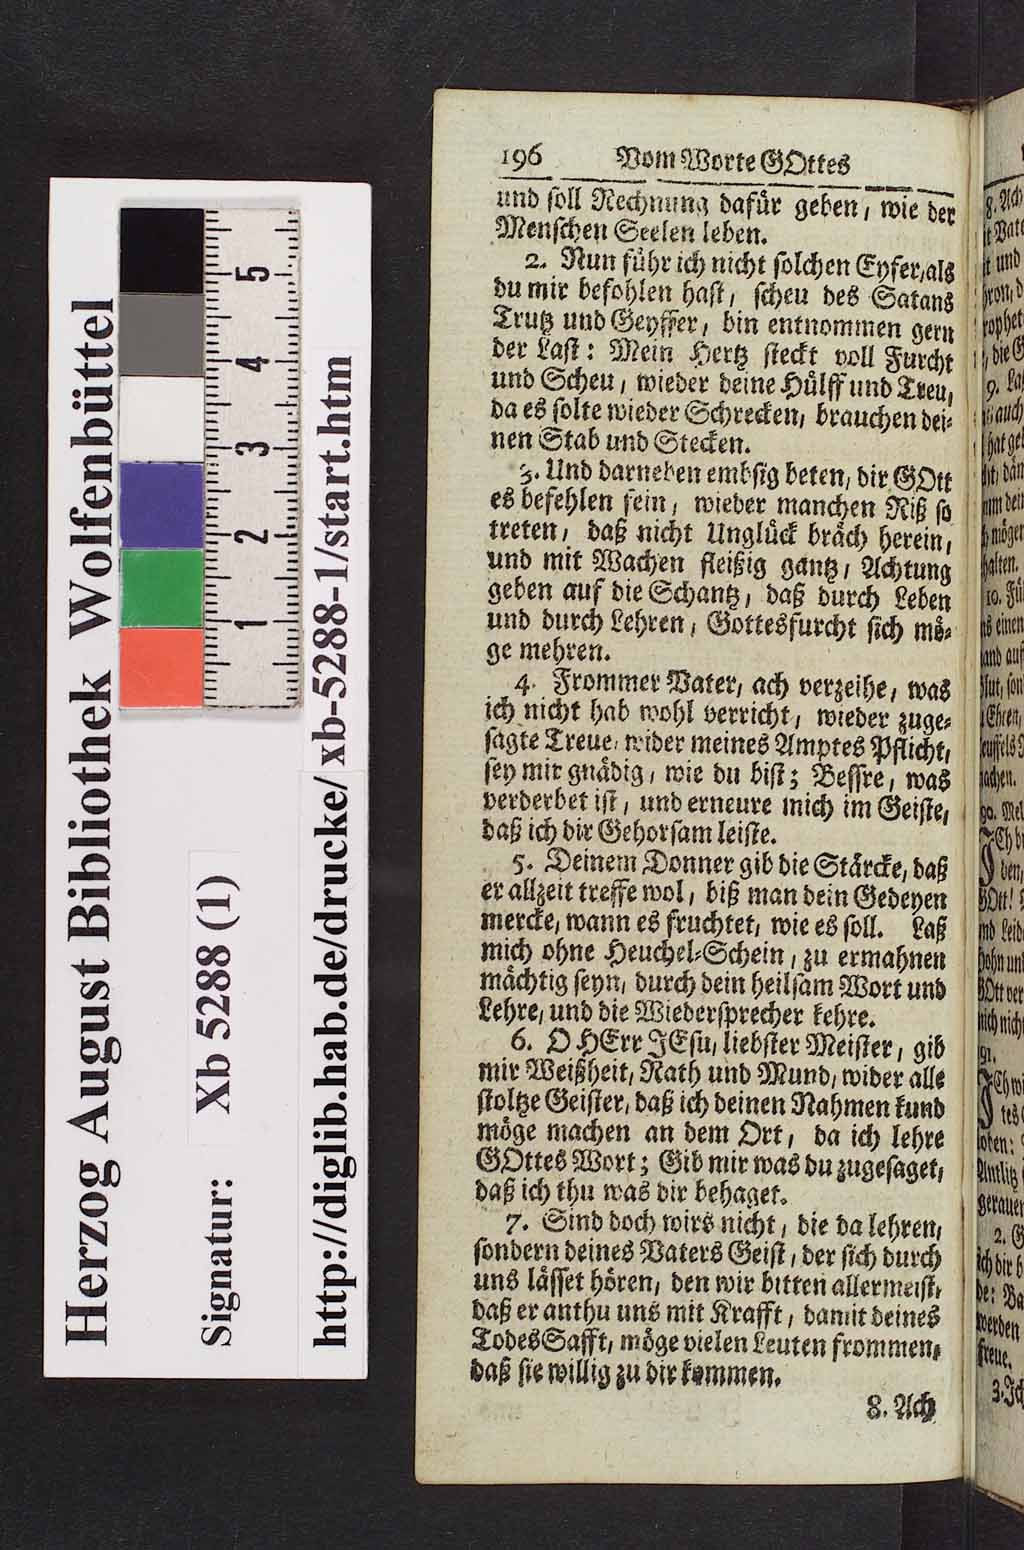 Herzog August Bibliothek Wolfenbüttel
Signatur: Xb 5288 (1)
http://diglib.hab.de/drucke/xb-5288-1/start.htm
1 2 3 4 5
196 Vom Worte GOttes
und soll Rechnung dafür geben, wie der
Menschen Seelen leben.
2. Nun führ ich nicht solchen Eyfer, als
du mir befohlen hast, scheu des Satans
Trutz und Geyffer, bin entnommen gern
der Last: Mein Hertz steckt voll Furcht
und Scheu, wieder deine Hülff und Treu,
da es solte wieder Schrecken, brauchen dei-
nen Stab und Stecken.
3. Und darneben embsig beten, dir GOtt
es befehlen fein, wieder manchen Riß so
treten, daß nicht Unglück bräch herein,
und mit Wachen fleißig gantz, Achtung
geben auf die Schantz, daß durch Leben
und durch Lehren, Gottesfurcht sich mö-
ge mehren.
4. Frommer Vater, ach verzeihe, was
ich nicht hab wohl verricht, wieder zuge-
sagte Treue, wider meines Amptes Pflicht,
sey mir gnädig, wie du bist; Bessre, was
verderbet ist, und erneure mich im Geiste,
daß ich dir Gehorsam leiste.
5. Deinem Donner gib die Stärcke, daß
er allzeit treffe wol, biß man dein Gedeyen
mercke, wann es fruchtet, wie es soll. Laß
mich ohne Heuchel-Schein, zu ermahnen
mächtig seyn, durch dein heilsam Wort und
Lehre, und die Wiedersprecher kehre.
6. O HErr JEsu, liebster Meister, gib
mir Weißheit, Rath und Mund, wider alle
stoltze Geister, daß ich deinen Nahmen kund
möge machen an dem Ort, da ich lehre
GOttes Wort; Gib mir was du zugesaget,
daß ich thu was dir behaget.
7. Sind doch wirs nicht, die da lehren,
sondern deines Vaters Geist, der sich durch
uns lässet hören, den wir bitten allermeist,
daß er anthu uns mit Krafft, damit deines
Todes Safft, möge vielen Leuten frommen,
daß sie willig zu dir kommen.
8. Ach